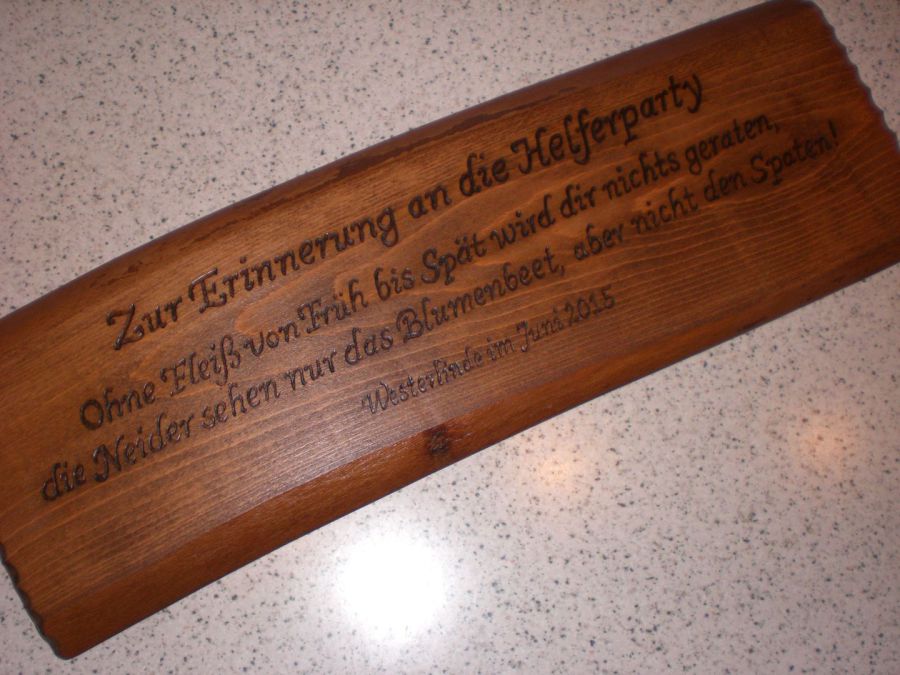 Zur Erinnerung an die Helferparty
Ohne Fleiß von Früh bis Spät wird dir nichts geraten,
die Neider sehen nur das Blumenbeet, aber nicht den Spaten!
Westerlinde im Juni 2015